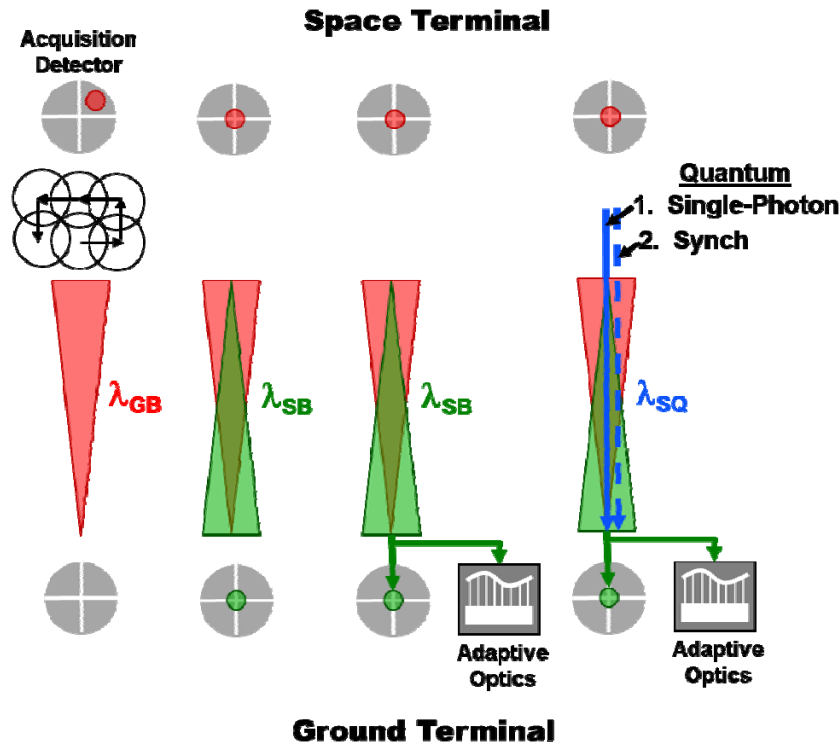 Space Terminal
Acquisition
Detector
Quantum
1. Single-Photon
2. Synch
λGB
λSB
λSB
λSQ
Adaptive
Optics
Adaptive
Optics
Ground Terminal